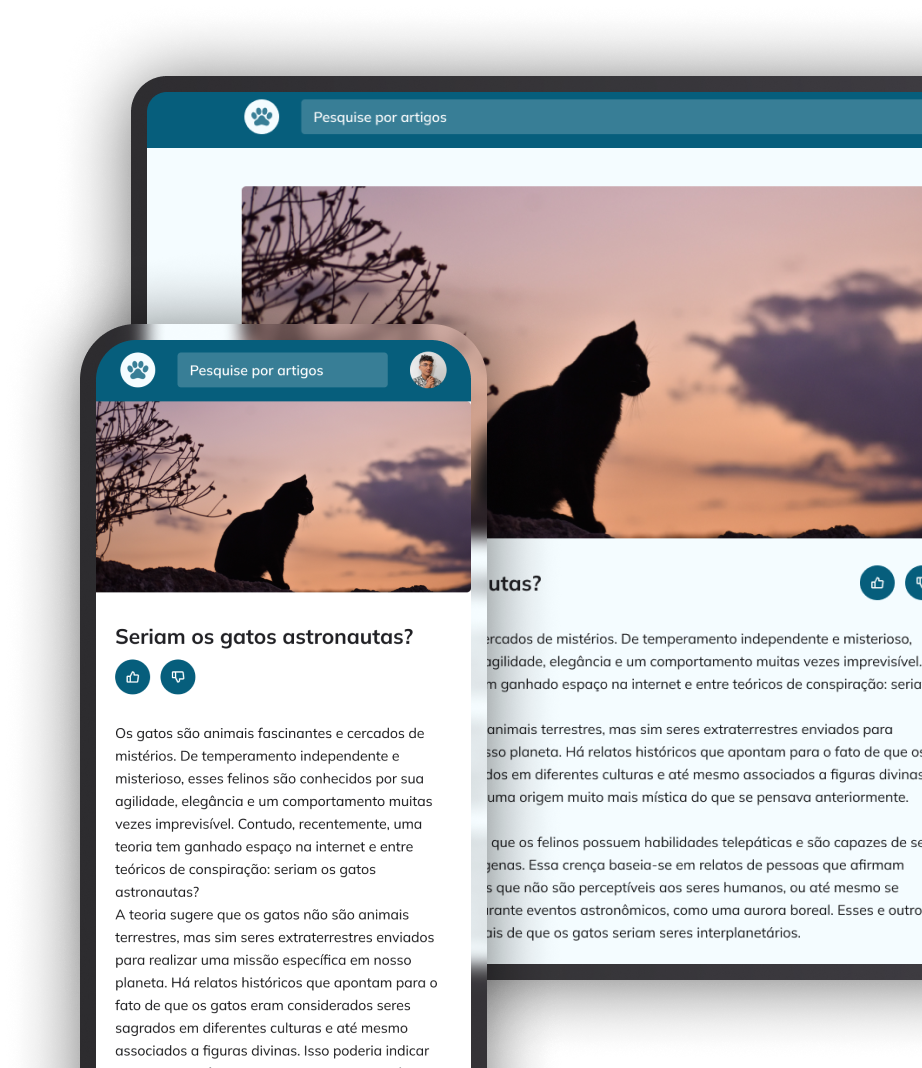 Pesquise por artigos
Pesquise por artigos
Seriam os gatos astronautas?
Os gatos são animais fascinantes e cercados de
mistérios. De temperamento independente e
misterioso, esses felinos são conhecidos por sua
agilidade, elegância e um comportamento muitas
vezes imprevisível. Contudo, recentemente, uma
teoria tem ganhado espaço na internet e entre
teóricos de conspiração: seriam os gatos
astronautas?
A teoria sugere que os gatos não são animais
terrestres, mas sim seres extraterrestres enviados
para realizar uma missão específica em nosso
planeta. Há relatos históricos que apontam para o
fato de que os gatos eram considerados seres
sagrados em diferentes culturas e até mesmo
associados a figuras divinas. Isso poderia indicar
utas?
ercados de mistérios. De temperamento independente e misterioso,
agilidade, elegância e um comportamento muitas vezes imprevisível.
m ganhado espaço na internet e entre teóricos de conspiração: seria
animais terrestres, mas sim seres extraterrestres enviados para
sso planeta. Há relatos históricos que apontam para o fato de que os
dos em diferentes culturas e até mesmo associados a figuras divinas
uma origem muito mais mística do que se pensava anteriormente.
que os felinos possuem habilidades telepáticas e são capazes de se
genas. Essa crença baseia-se em relatos de pessoas que afirmam
s que não são perceptíveis aos seres humanos, ou até mesmo se
urante eventos astronômicos, como uma aurora boreal. Esses e outro
ais de que os gatos seriam seres interplanetários.